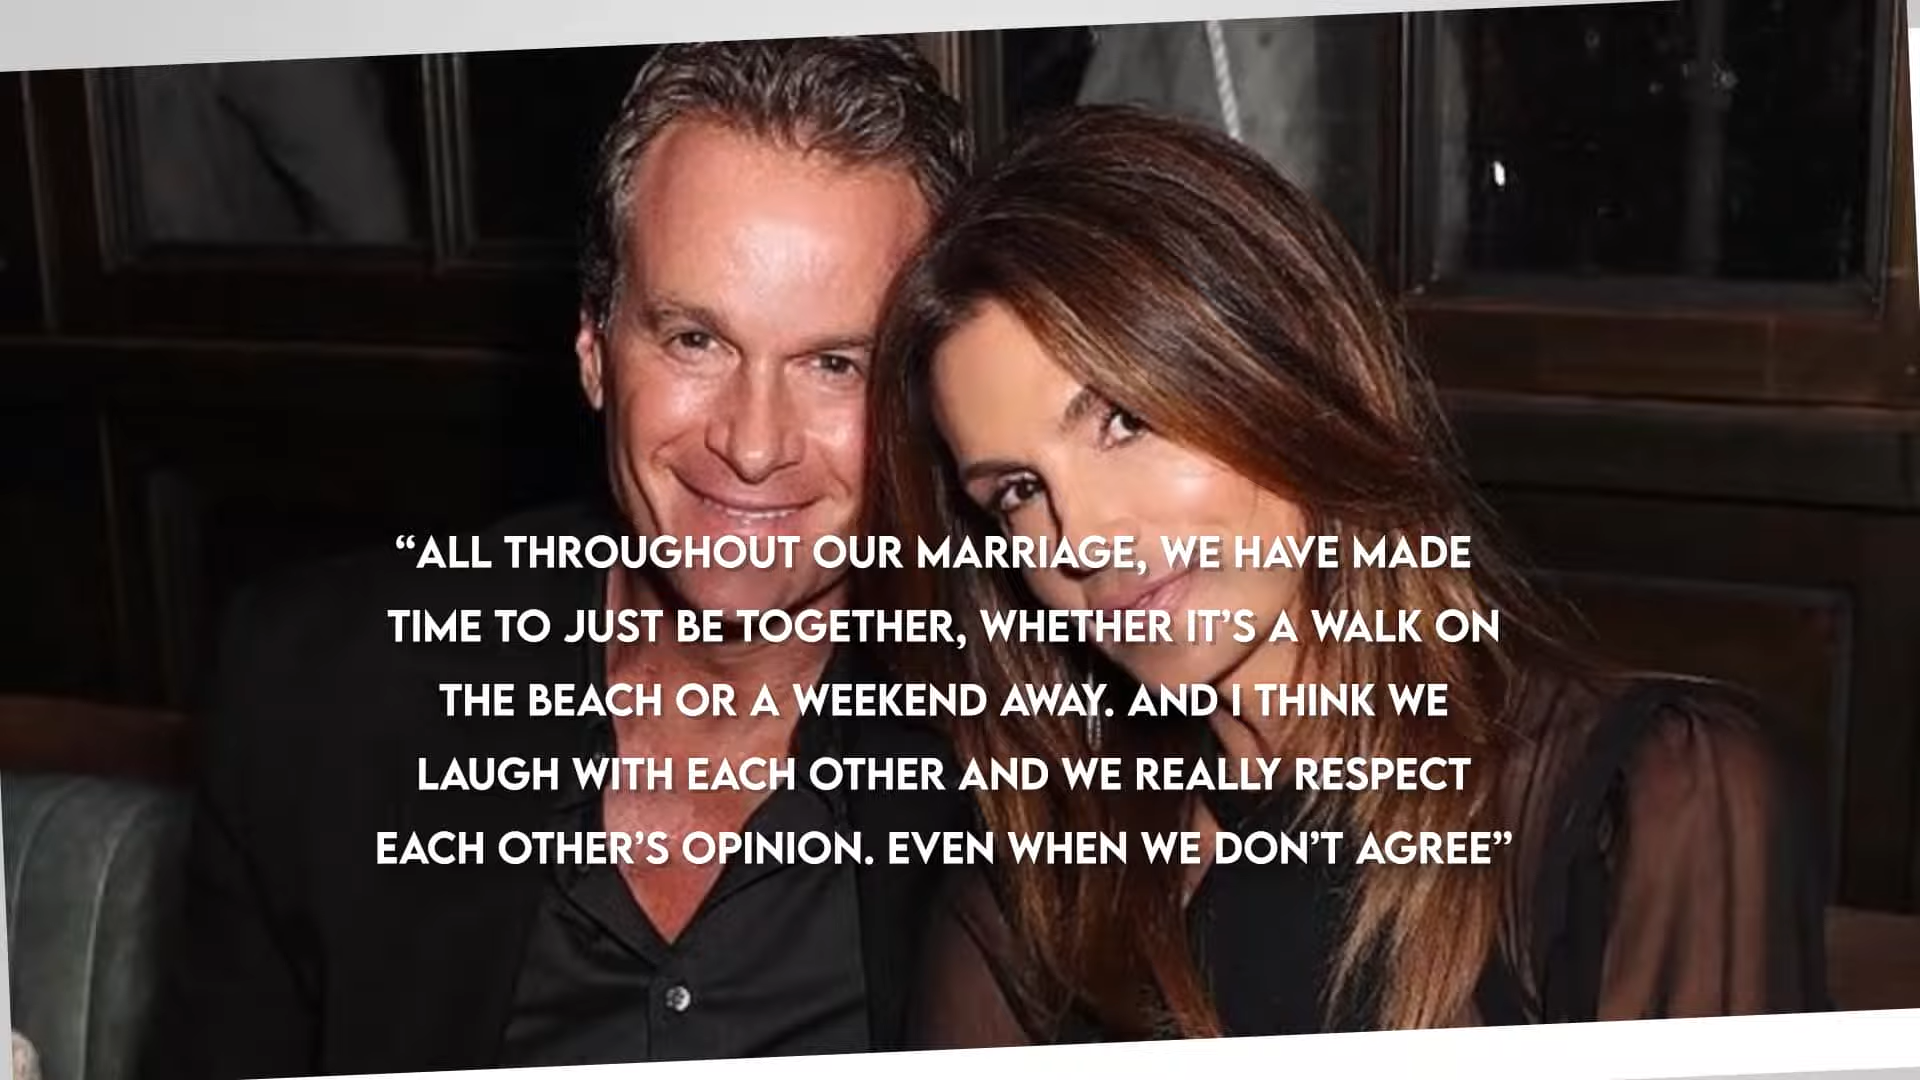 “ALL THROUGHOUT OUR MARRIAGE, WE HAVE MADE
TIME TO JUST BE TOGETHER, WHETHER IT’S A WALK ON
THE BEACH OR A WEEKEND AWAY. AND I THINK WE
LAUGH WITH EACH OTHER AND WE REALLY RESPECT
EACH OTHER’S OPINION. EVEN WHEN WE DON’T AGREE”